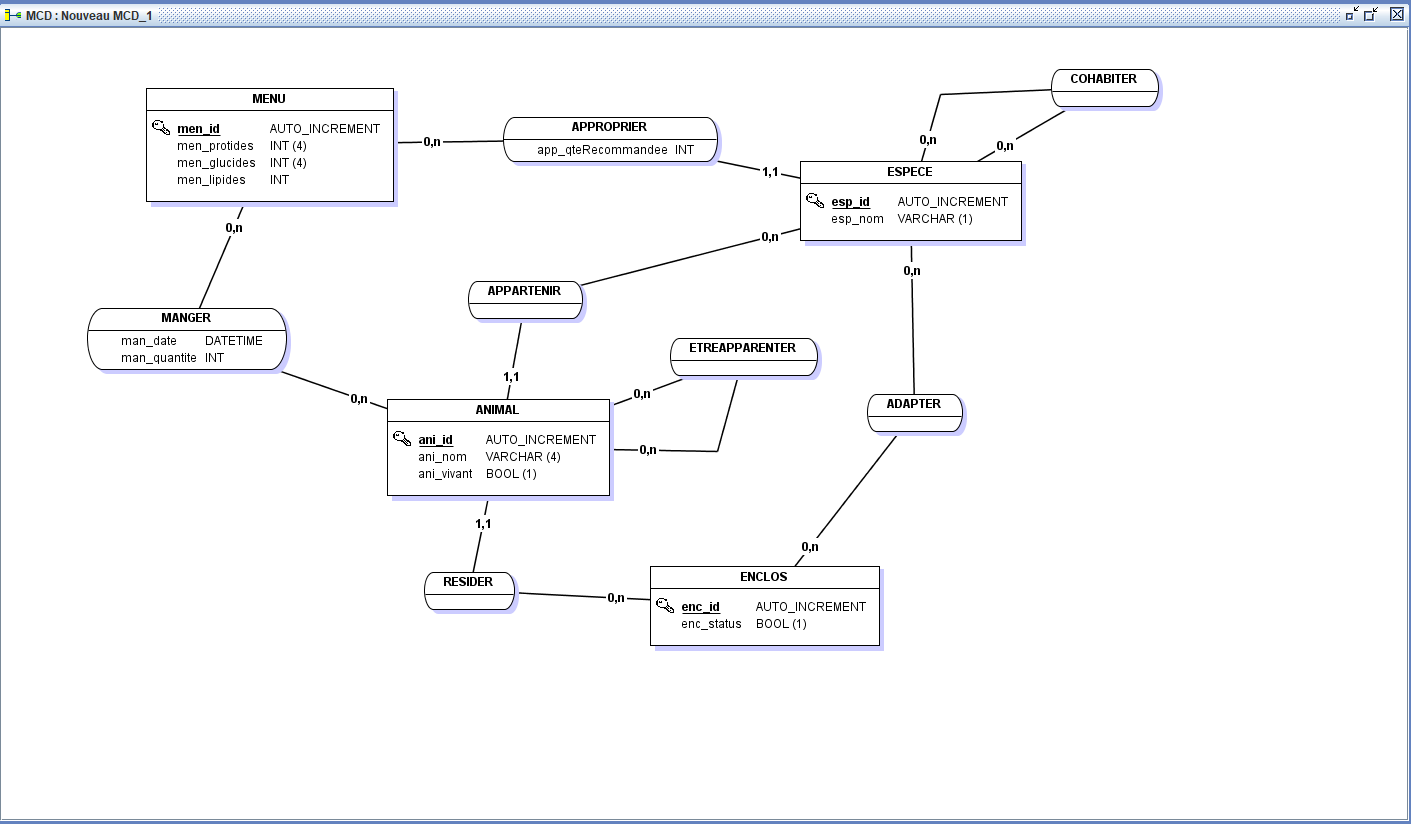 MCD : Nouveau MCD_1
COHABITER
MENU
men_id AUTO_INCREMENT
men_protides INT (4)
men_glucides INT (4)
men_lipides INT
0,n
APPROPRIER
app_qteRecommandee INT
1,1
0,n
0,n
ESPECE
esp_id AUTO_INCREMENT
esp_nom VARCHAR (1)
0,n
0,n
0,n
APPARTENIR
MANGER
man_date DATETIME
man_quantite INT
ETREAPPARENTER
1,1
0,n
0,n
0,n
ADAPTER
ANIMAL
ani_id AUTO_INCREMENT
ani_nom VARCHAR (4)
ani_vivant BOOL (1)
1,1
0,n
RESIDER
0,n
ENCLOS
enc_id AUTO_INCREMENT
enc_status BOOL (1)